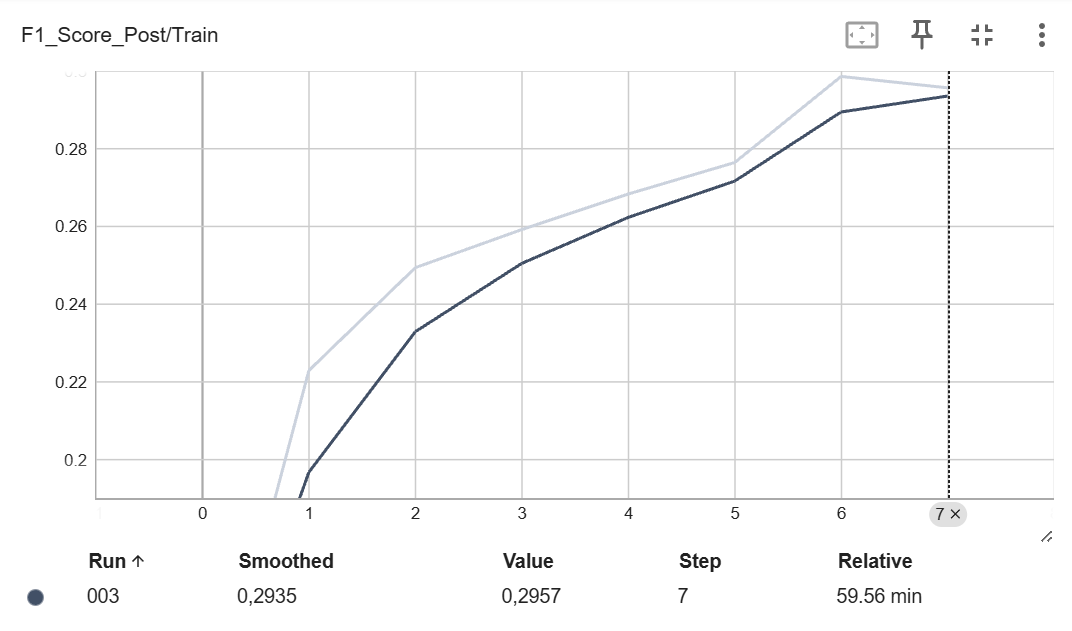 F1_Score_Post/Train
0.28
0.26
0.24
0.22
0.2
0 1 2 3 4 5 6 7 ×
Run ↑ Smoothed Value Step Relative
003 0,2935 0,2957 7 59.56 min